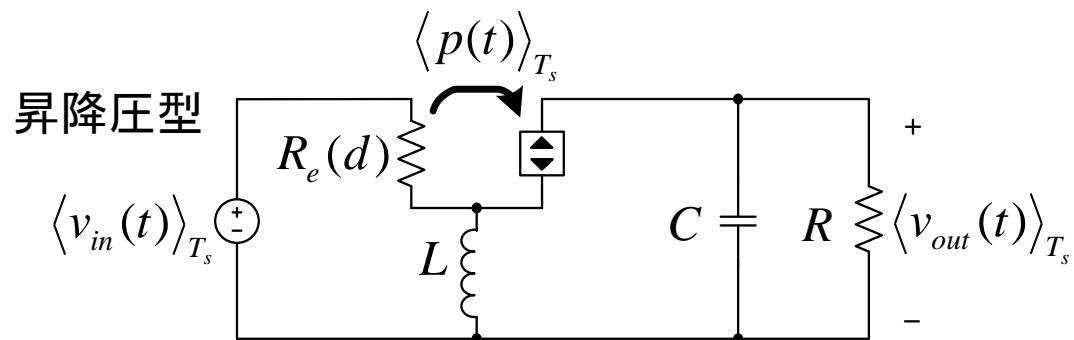 ⟨p(t)⟩_{T_s}
昇降圧型
R_e(d)
+
⟨v_{in}(t)⟩_{T_s}
+
-
C
R
⟨v_{out}(t)⟩_{T_s}
L
−